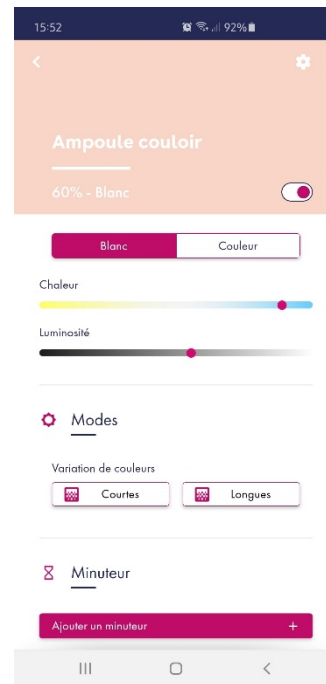 15:52
92%
Ampoule couloir
60% - Blanc
Blanc
Couleur
Chaleur
Luminosité
Modes
Variation de couleurs
Courtes
Longues
Minuteur
Ajouter un minuteur +